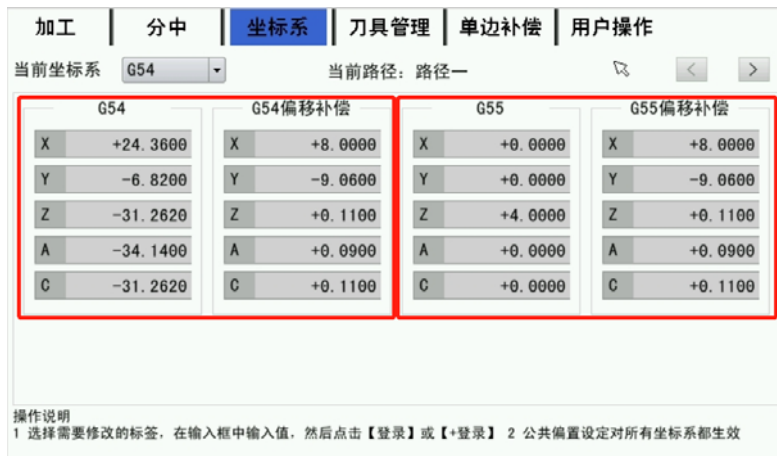 加工 分中 坐标系 刀具管理 单边补偿 用户操作
当前坐标系 G54 当前路径：路径一 < >
G54 G54偏移补偿 G55 G55偏移补偿
X +24.3600 X +8.0000 X +0.0000 X +8.0000
Y -6.8200 Y -9.0600 Y +0.0000 Y -9.0600
Z -31.2620 Z +0.1100 Z +4.0000 Z +0.1100
A -34.1400 A +0.0900 A +0.0000 A +0.0900
C -31.2620 C +0.1100 C +0.0000 C +0.1100
操作说明
1 选择需要修改的标签，在输入框中输入值，然后点击【登录】或【+登录】 2 公共偏置设定对所有坐标系都生效